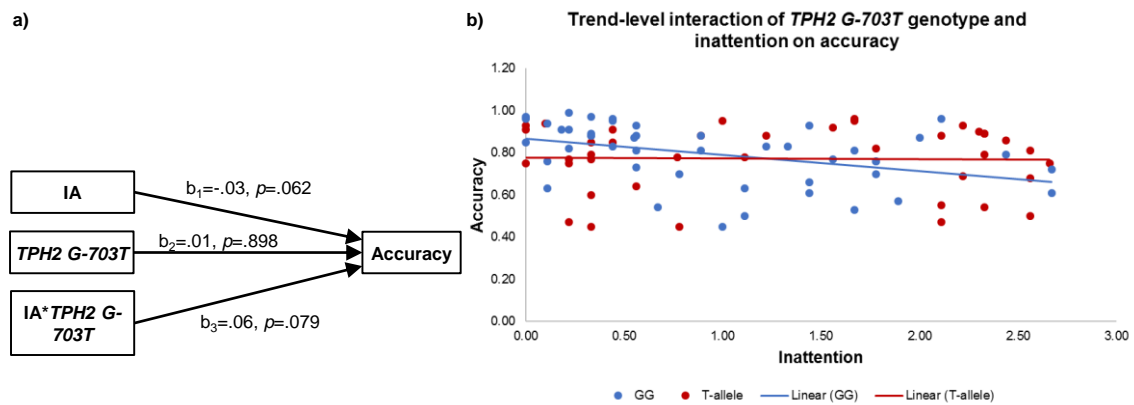 a)
IA
TPH2 G-703T
IA*TPH2 G-
703T
b₁=-.03, p=.062
b₂=.01, p=.898
b₃=.06, p=.079
Accuracy
b)
Trend-level interaction of TPH2 G-703T genotype and
inattention on accuracy
Accuracy
1.20
1.00
0.80
0.60
0.40
0.20
0.00
0.00 0.50 1.00 1.50 2.00 2.50 3.00
Inattention
GG T-allele Linear (GG) Linear (T-allele)